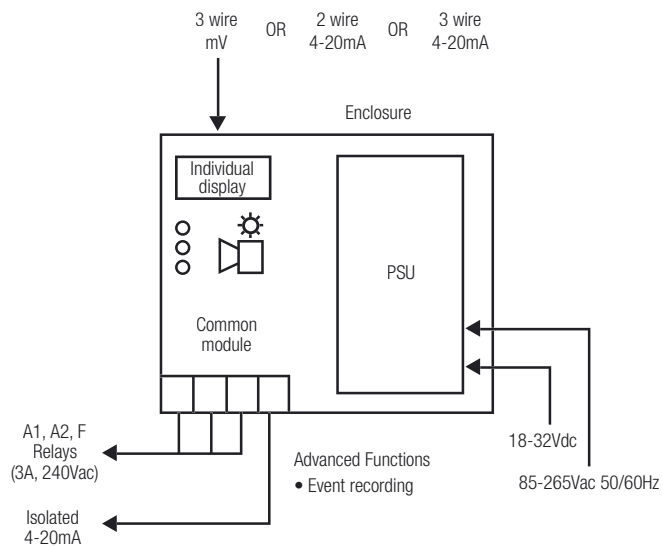 3 wire
mV
OR
2 wire
4-20mA
OR
3 wire
4-20mA
Enclosure
Individual
display
PSU
Common
module
A1, A2, F
Relays
(3A, 240Vac)
Isolated
4-20mA
Advanced Functions
• Event recording
18-32Vdc
85-265Vac 50/60Hz